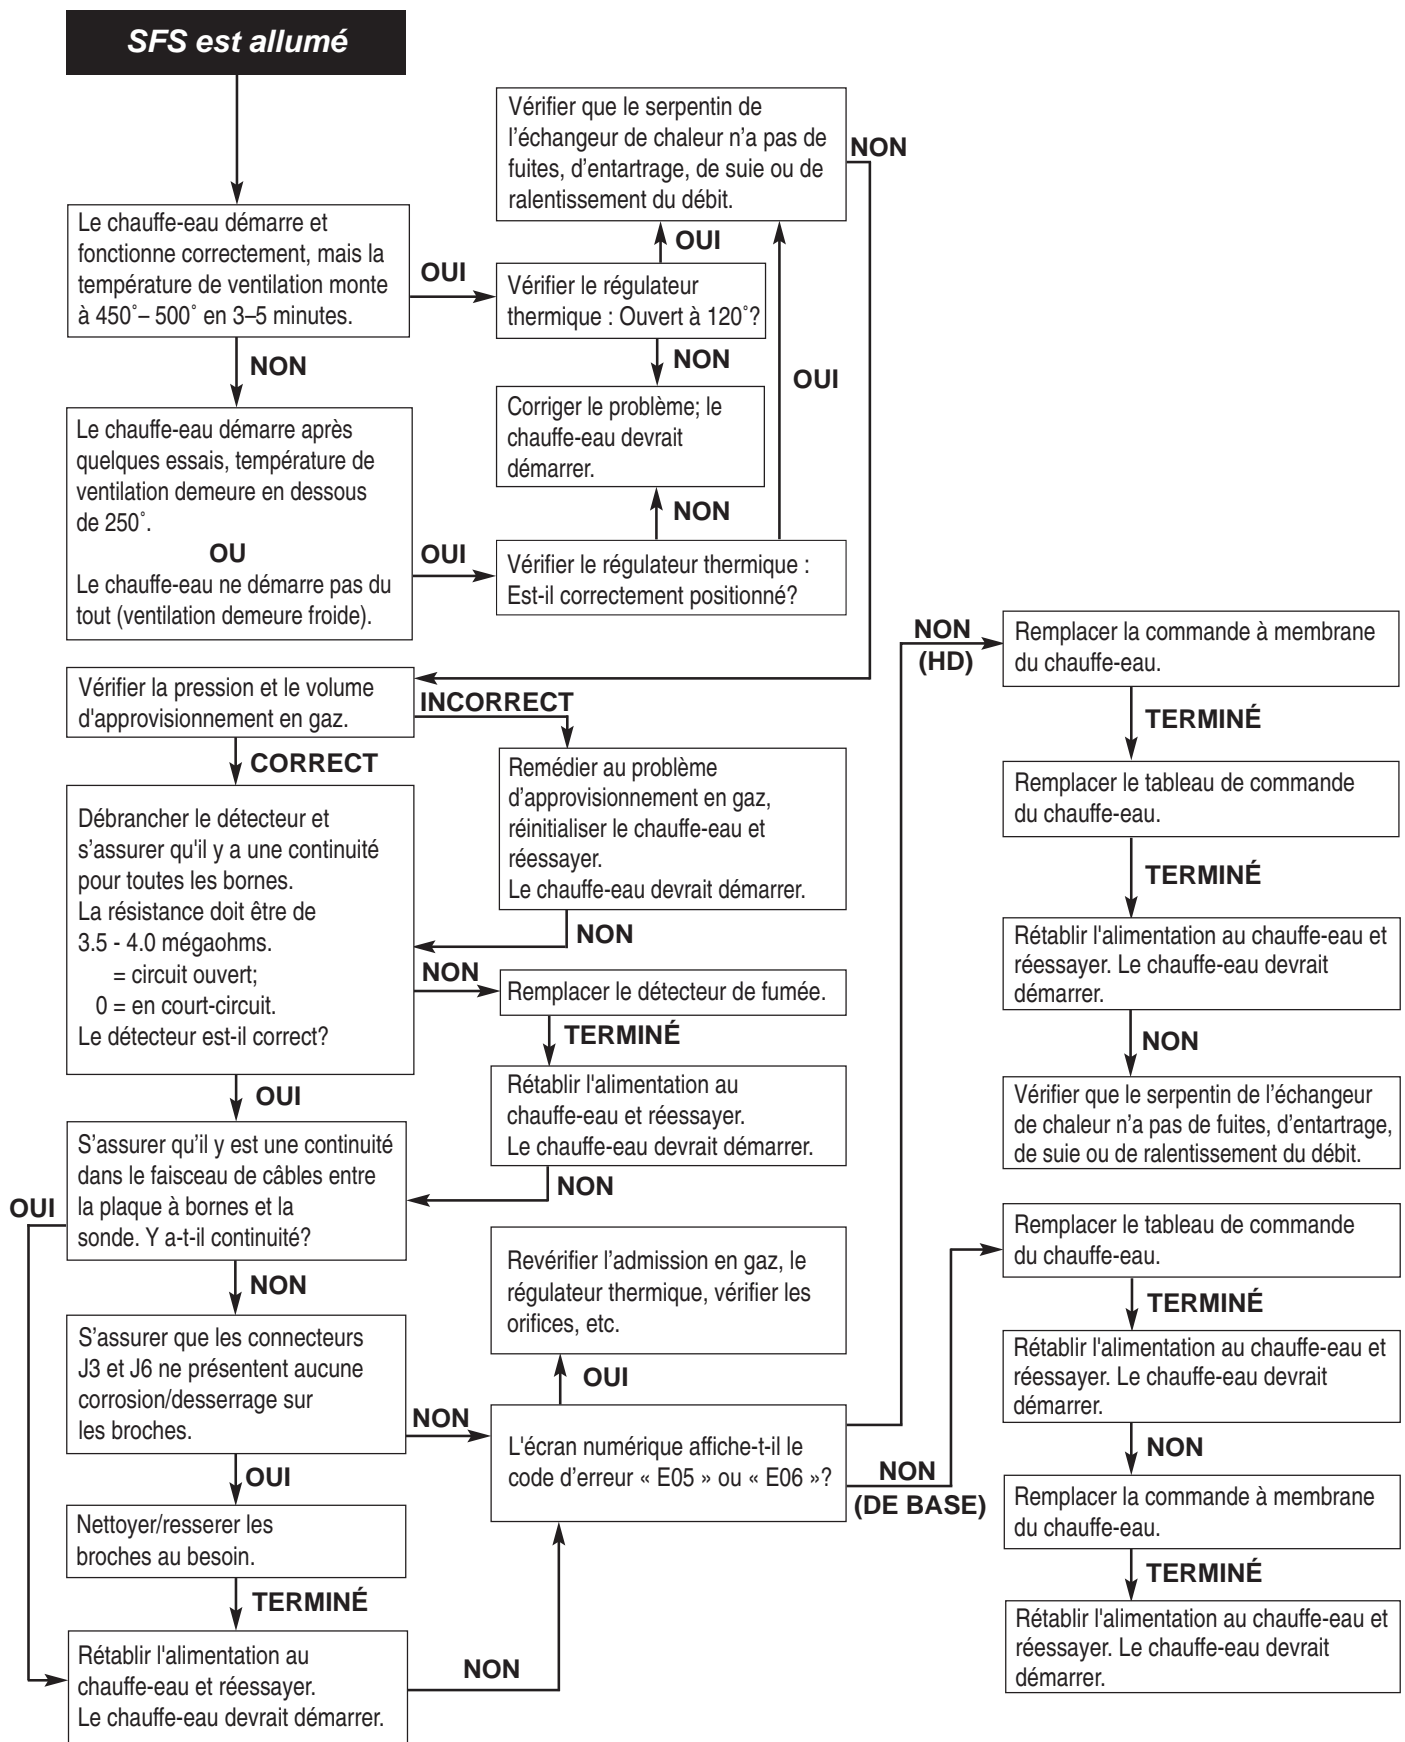 SFS est allumé
Le chauffe-eau démarre et
fonctionne correctement, mais la
température de ventilation monte
à 450˚– 500˚ en 3–5 minutes.
OUI
NON
Vérifier le régulateur
thermique : Ouvert à 120˚?
OUI
NON
Vérifier que le serpentin de
l’échangeur de chaleur n’a pas de
fuites, d’entartrage, de suie ou de
ralentissement du débit.
NON
Corriger le problème; le
chauffe-eau devrait
démarrer.
NON
OUI
Le chauffe-eau démarre après
quelques essais, température de
ventilation demeure en dessous
de 250˚.
OU
Le chauffe-eau ne démarre pas du
tout (ventilation demeure froide).
OUI
Vérifier le régulateur thermique :
Est-il correctement positionné?
Vérifier la pression et le volume
d'approvisionnement en gaz.
INCORRECT
CORRECT
Remédier au problème
d’approvisionnement en gaz,
réinitialiser le chauffe-eau et
réessayer.
Le chauffe-eau devrait démarrer.
NON
Débrancher le détecteur et
s’assurer qu'il y a une continuité
pour toutes les bornes.
La résistance doit être de
3.5 - 4.0 mégaohms.
= circuit ouvert;
0 = en court-circuit.
Le détecteur est-il correct?
NON
OUI
Remplacer le détecteur de fumée.
TERMINÉ
Rétablir l'alimentation au
chauffe-eau et réessayer.
Le chauffe-eau devrait démarrer.
NON
S’assurer qu’il y est une continuité
dans le faisceau de câbles entre
la plaque à bornes et la
sonde. Y a-t-il continuité?
OUI
NON
S’assurer que les connecteurs
J3 et J6 ne présentent aucune
corrosion/desserrage sur
les broches.
NON
OUI
Nettoyer/resserer les
broches au besoin.
TERMINÉ
Rétablir l'alimentation au
chauffe-eau et réessayer.
Le chauffe-eau devrait démarrer.
NON
Revérifier l’admission en gaz, le
régulateur thermique, vérifier les
orifices, etc.
OUI
L'écran numérique affiche-t-il le
code d’erreur « E05 » ou « E06 »?
NON
(HD)
NON
(DE BASE)
Remplacer la commande à membrane
du chauffe-eau.
TERMINÉ
Remplacer le tableau de commande
du chauffe-eau.
TERMINÉ
Rétablir l'alimentation au chauffe-eau et
réessayer. Le chauffe-eau devrait
démarrer.
NON
Vérifier que le serpentin de l’échangeur
de chaleur n’a pas de fuites, d’entartrage,
de suie ou de ralentissement du débit.
Remplacer le tableau de commande
du chauffe-eau.
TERMINÉ
Rétablir l'alimentation au chauffe-eau et
réessayer. Le chauffe-eau devrait
démarrer.
NON
Remplacer la commande à membrane
du chauffe-eau.
TERMINÉ
Rétablir l'alimentation au chauffe-eau et
réessayer. Le chauffe-eau devrait
démarrer.